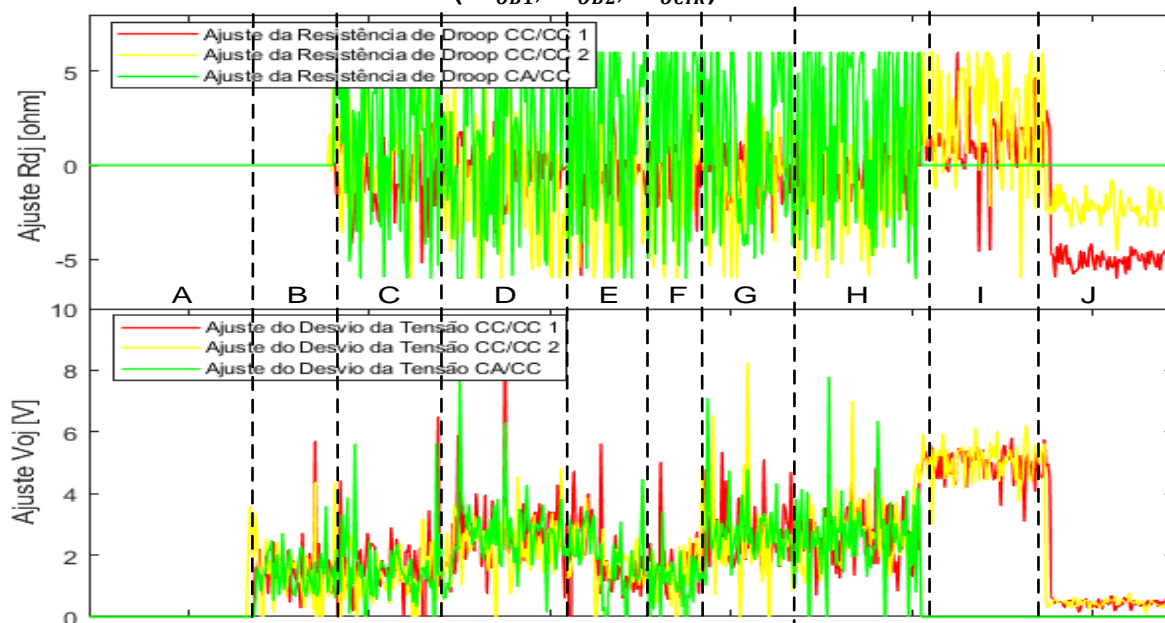 Ajuste da Resistência de Droop CC/CC 1
Ajuste da Resistência de Droop CC/CC 2
Ajuste da Resistência de Droop CA/CC
Ajuste Rdj [ohm]
5
0
-5
A B C D E F G H I J
Ajuste do Desvio da Tensão CC/CC 1
Ajuste do Desvio da Tensão CC/CC 2
Ajuste do Desvio da Tensão CA/CC
Ajuste Voj [V]
10
8
6
4
2
0